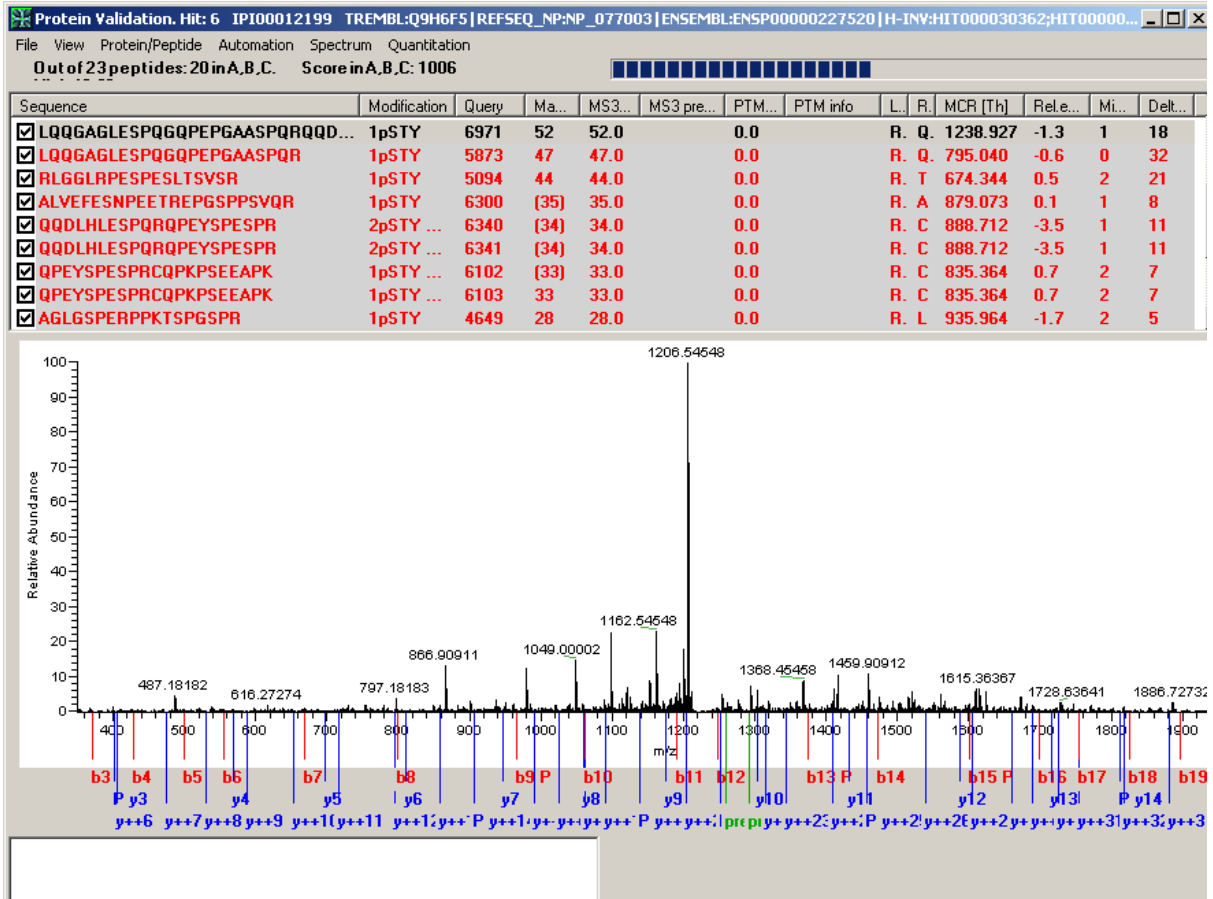 Protein Validation. Hit: 6 IPI00012199 TREMBL:Q9H6F5|REFSEQ_NP:NP_077003|ENSEMBL:ENSP00000227520|H-INV:HIT000030362;HIT00000...
File View Protein/Peptide Automation Spectrum Quantitation
Out of 23 peptides: 20 in A,B,C. Score in A,B,C: 1006
Sequence Modification Query Ma... MS3... MS3 pre... PTM... PTM info L.. R. MCR [Th] Rel.e... Mi... Delt...
LQQGAGLESPQGQPEPGAASPQRQQD... 1pSTY 6971 52 52.0 0.0 R. Q. 1238.927 -1.3 1 18
LQQGAGLESPQGQPEPGAASPQR 1pSTY 5873 47 47.0 0.0 R. Q. 795.040 -0.6 0 32
RLGGLRPESPESLTSVSR 1pSTY 5094 44 44.0 0.0 R. T 674.344 0.5 2 21
ALVEFESNPEETREPGSPPSVQR 1pSTY 6300 (35) 35.0 0.0 R. A 879.073 0.1 1 8
QQDLHLESPQRQPEYSPESPR 2pSTY ... 6340 (34) 34.0 0.0 R. C 888.712 -3.5 1 11
QQDLHLESPQRQPEYSPESPR 2pSTY ... 6341 (34) 34.0 0.0 R. C 888.712 -3.5 1 11
QPEYSPESPRCQPKPSEEAPK 1pSTY ... 6102 (33) 33.0 0.0 R. C 835.364 0.7 2 7
QPEYSPESPRCQPKPSEEAPK 1pSTY ... 6103 33 33.0 0.0 R. C 835.364 0.7 2 7
AGLGSPERPPKTSPGSPR 1pSTY 4649 28 28.0 0.0 R. L 935.964 -1.7 2 5
1206.54548
100
90
80
70
Relative Abundance
60
50
40
30
1162.54548
20
866.90911 1049.00002 1368.45458 1459.90912
10
487.18182 616.27274 797.18183 1615.36367 1728.63641 1886.72732
0
400 500 600 700 800 900 1000 1100 1200 1300 1400 1500 1600 1700 1800 1900
m/z
b3 b4 b5 b6 b7 b8 b9 P b10 b11 b12 b13 P b14 b15 P b16 b17 b18 b19
P y3 y4 y5 y6 y7 y8 y9 y10 y11 y12 y13 P y14
y++6 y++7 y++8 y++9 y++10 y++11 y++12 y++14 P pre y++23 P y++26 y++31 y++32 y++3